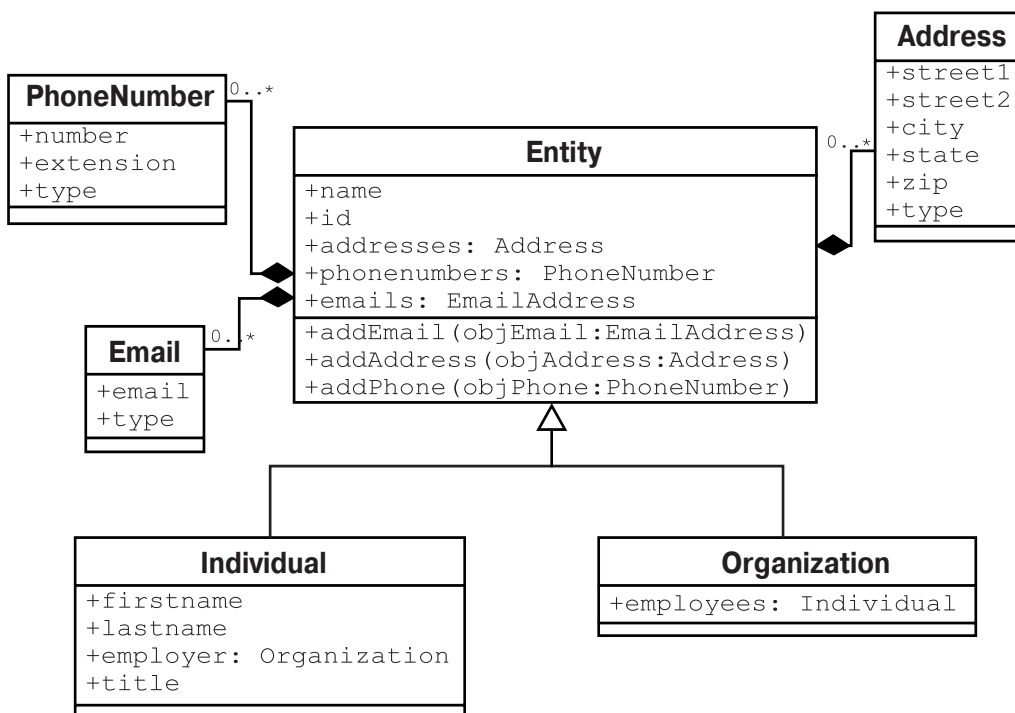 PhoneNumber
+number
+extension
+type
0..*
Entity
+name
+id
+addresses: Address
+phonenumbers: PhoneNumber
+emails: EmailAddress
+addEmail(objEmail:EmailAddress)
+addAddress(objAddress:Address)
+addPhone(objPhone:PhoneNumber)
Address
+street1
+street2
+city
+state
+zip
+type
0..*
Email
+email
+type
0..*
Individual
+firstname
+lastname
+employer: Organization
+title
Organization
+employees: Individual